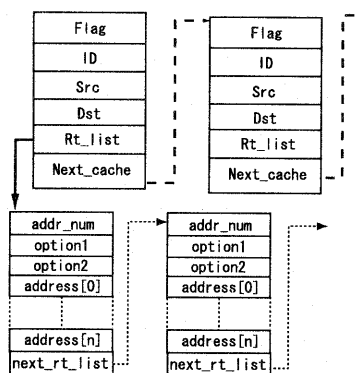 Flag
ID
Src
Dst
Rt_list
Next_cache
Flag
ID
Src
Dst
Rt_list
Next_cache
addr_num
option1
option2
address[0]
address[n]
next_rt_list
addr_num
option1
option2
address[0]
address[n]
next_rt_list